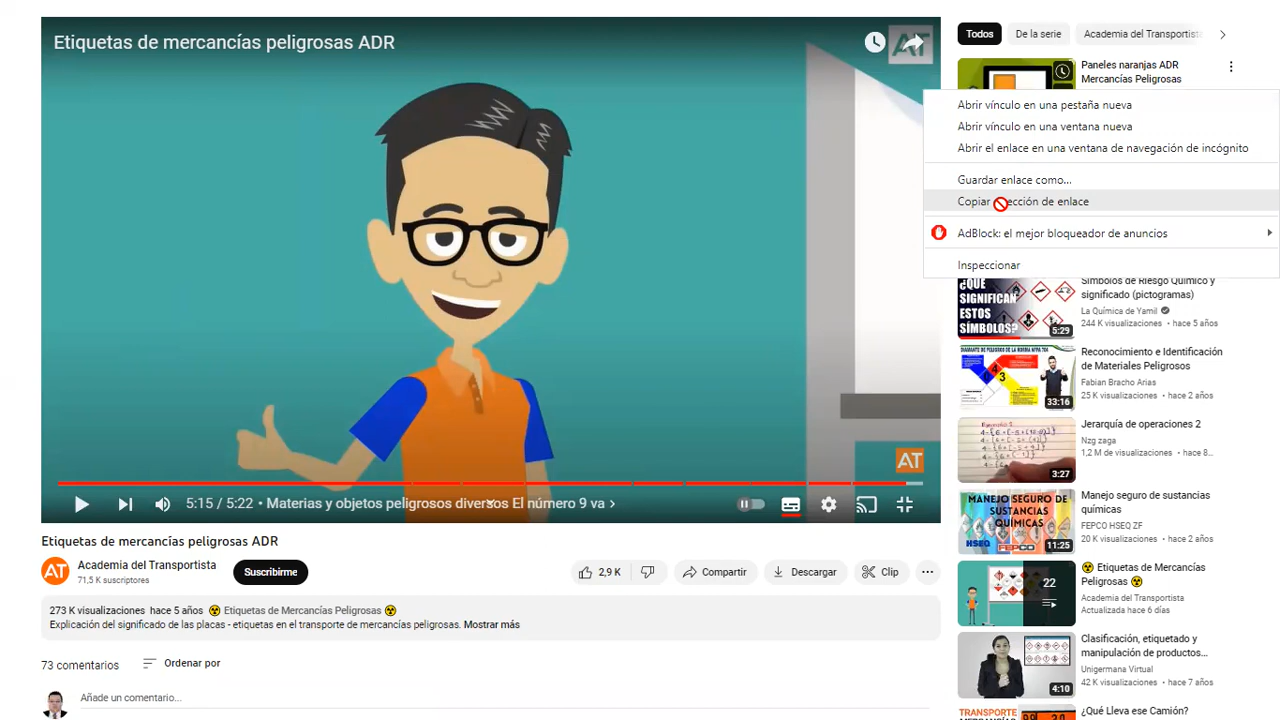 Etiquetas de mercancías peligrosas ADR
AT
5:15 / 5:22 • Materias y objetos peligrosos diversos El número 9 va
AT
Etiquetas de mercancías peligrosas ADR
AT
Academia del Transportista
71,5 K suscriptores
Suscribirme
2,9 K
Compartir
Descargar
Clip
273 K visualizaciones hace 5 años ☢ Etiquetas de Mercancías Peligrosas ☢
Explicación del significado de las placas - etiquetas en el transporte de mercancías peligrosas. Mostrar más
73 comentarios
Ordenar por
Añade un comentario...
Todos
De la serie
Academia del Transportista
Paneles naranjas ADR
Mercancías Peligrosas
Abrir vínculo en una pestaña nueva
Abrir vínculo en una ventana nueva
Abrir el enlace en una ventana de navegación de incógnito
Guardar enlace como...
Copiar ección de enlace
AdBlock: el mejor bloqueador de anuncios
Inspeccionar
¿QUÉ
SIGNIFICAN
ESTOS
SÍMBOLOS?
5:29
Símbolos de Riesgo Químico y
significado (pictogramas)
La Química de Yamil
244 K visualizaciones • hace 5 años
33:16
Reconocimiento e Identificación
de Materiales Peligrosos
Fabian Bracho Arias
25 K visualizaciones • hace 2 años
3:27
Jerarquía de operaciones 2
Nzg zaga
1,2 M de visualizaciones • hace 8...
MANEJO SEGURO DE
SUSTANCIAS
QUÍMICAS
HSEQ
FEPCO
11:25
Manejo seguro de sustancias
químicas
FEPCO HSEQ ZF
20 K visualizaciones • hace 2 años
22
☢ Etiquetas de Mercancías
Peligrosas ☢
Academia del Transportista
Actualizada hace 6 días
4:10
Clasificación, etiquetado y
manipulación de productos...
Unigermana Virtual
42 K visualizaciones • hace 7 años
TRANSPORTE
¿Qué Lleva ese Camión?